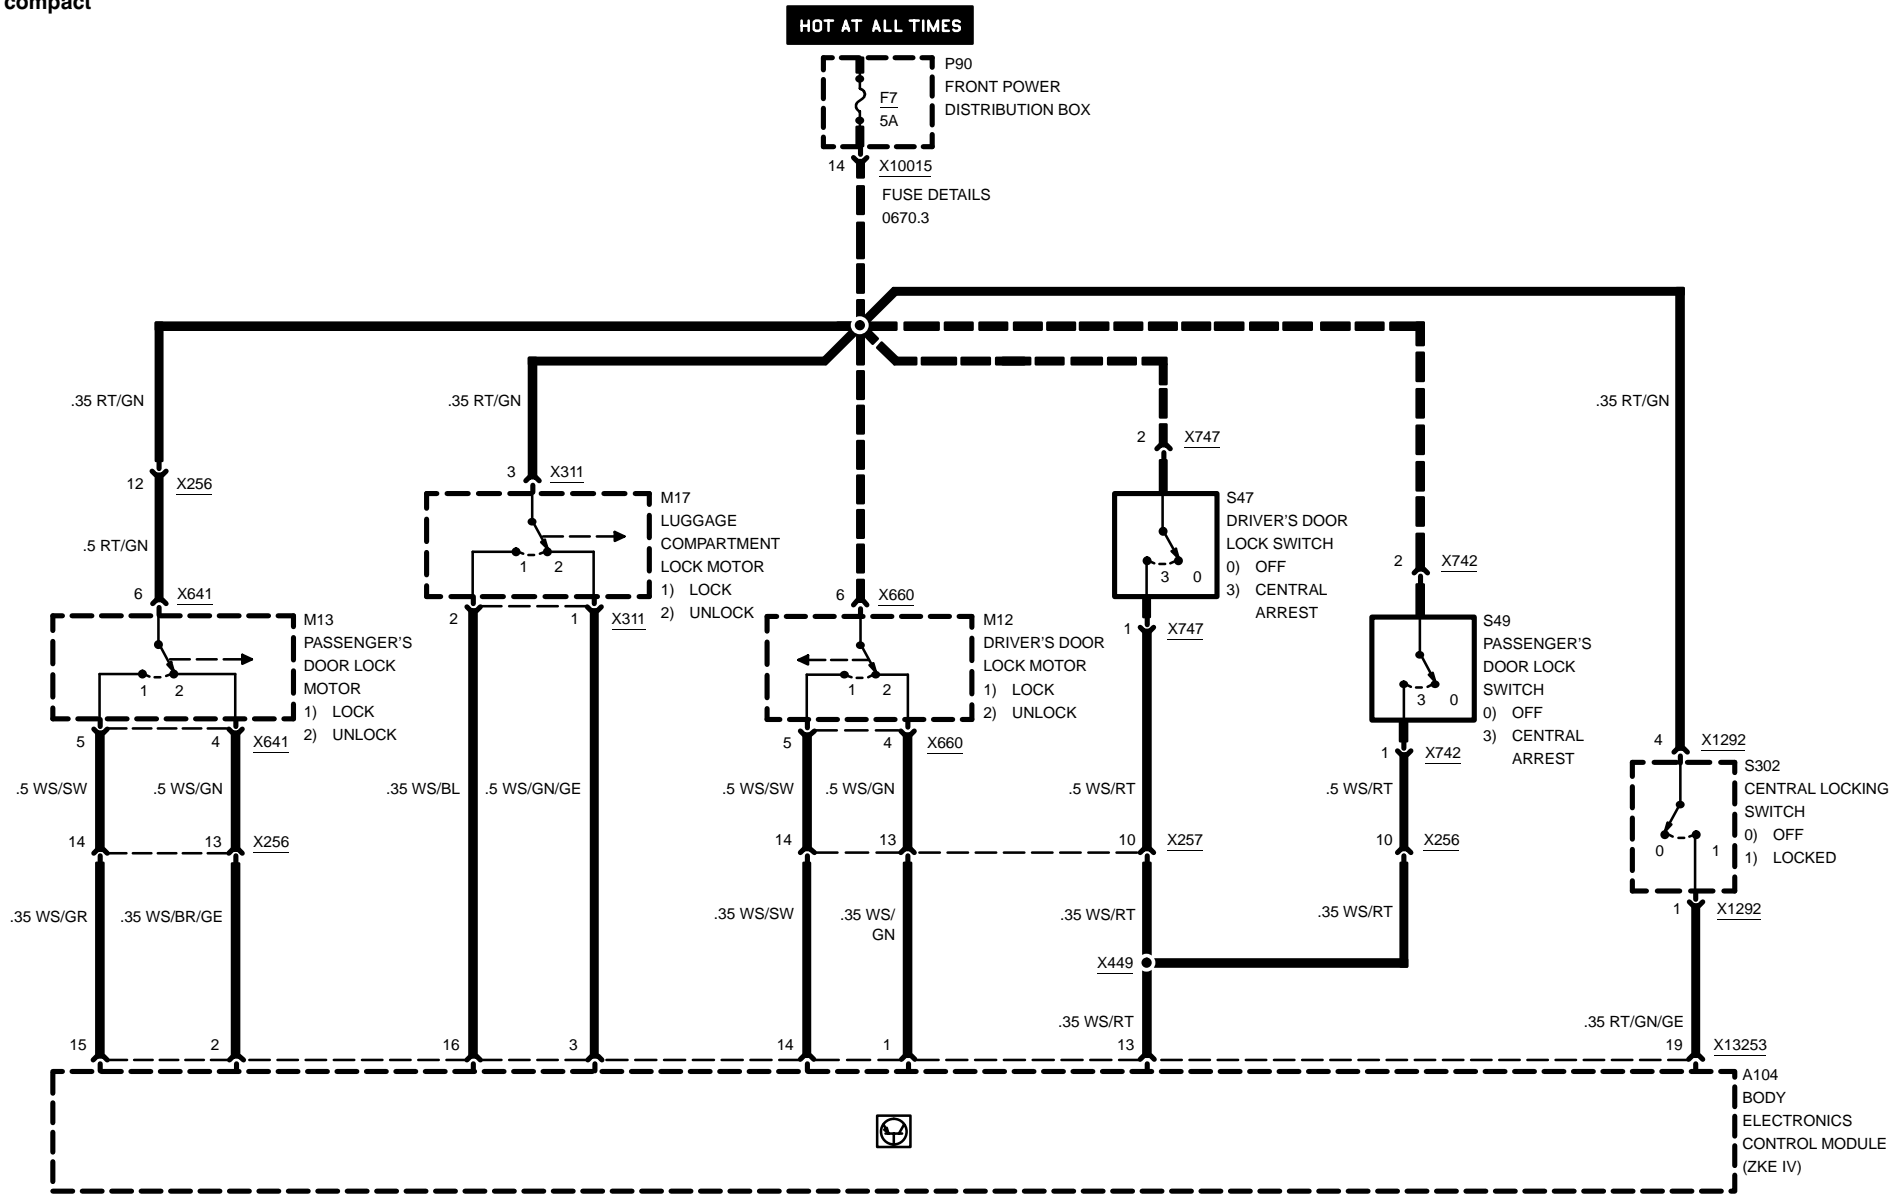 compact
HOT AT ALL TIMES
P90
FRONT POWER
DISTRIBUTION BOX
F7
5A
14 X10015
FUSE DETAILS
0670.3
.35 RT/GN
.35 RT/GN
.35 RT/GN
2 X747
3 X311
12 X256
M17
LUGGAGE
COMPARTMENT
LOCK MOTOR
1) LOCK
2) UNLOCK
1 2
S47
DRIVER'S DOOR
LOCK SWITCH
0) OFF
3) CENTRAL
ARREST
3 0
.5 RT/GN
2 X742
6 X641
6 X660
2 1 X311
1 X747
M13
PASSENGER'S
DOOR LOCK
MOTOR
1) LOCK
2) UNLOCK
1 2
M12
DRIVER'S DOOR
LOCK MOTOR
1) LOCK
2) UNLOCK
1 2
S49
PASSENGER'S
DOOR LOCK
SWITCH
0) OFF
3) CENTRAL
ARREST
3 0
5 4 X641
5 4 X660
1 X742
4 X1292
S302
CENTRAL LOCKING
SWITCH
0) OFF
1) LOCKED
0 1
.5 WS/SW .5 WS/GN .35 WS/BL .5 WS/GN/GE .5 WS/SW .5 WS/GN .5 WS/RT .5 WS/RT
14 13 X256 14 13 10 X257 10 X256
1 X1292
.35 WS/GR .35 WS/BR/GE .35 WS/SW .35 WS/
GN
.35 WS/RT .35 WS/RT
X449
.35 WS/RT .35 RT/GN/GE
15 2 16 3 14 1 13 19 X13253
A104
BODY
ELECTRONICS
CONTROL MODULE
(ZKE IV)